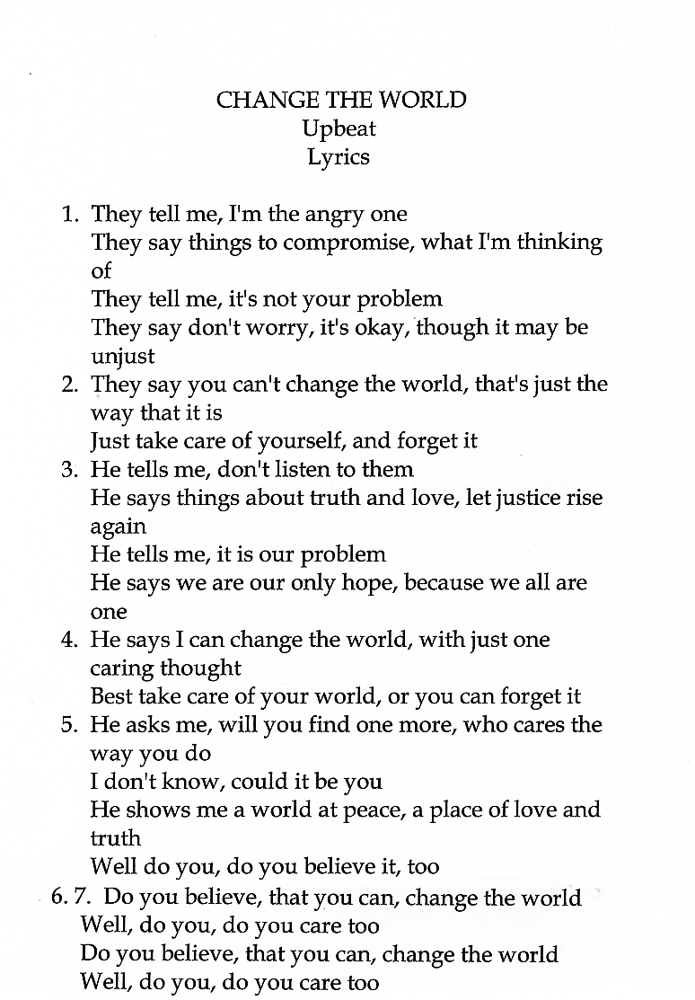 CHANGE THE WORLD
Upbeat
Lyrics
1. They tell me, I'm the angry one
They say things to compromise, what I'm thinking
of
They tell me, it's not your problem
They say don't worry, it's okay, though it may be
unjust
2. They say you can't change the world, that's just the
way that it is
Just take care of yourself, and forget it
3. He tells me, don't listen to them
He says things about truth and love, let justice rise
again
He tells me, it is our problem
He says we are our only hope, because we all are
one
4. He says I can change the world, with just one
caring thought
Best take care of your world, or you can forget it
5. He asks me, will you find one more, who cares the
way you do
I don't know, could it be you
He shows me a world at peace, a place of love and
truth
Well do you, do you believe it, too
6. 7. Do you believe, that you can, change the world
Well, do you, do you care too
Do you believe, that you can, change the world
Well, do you, do you care too